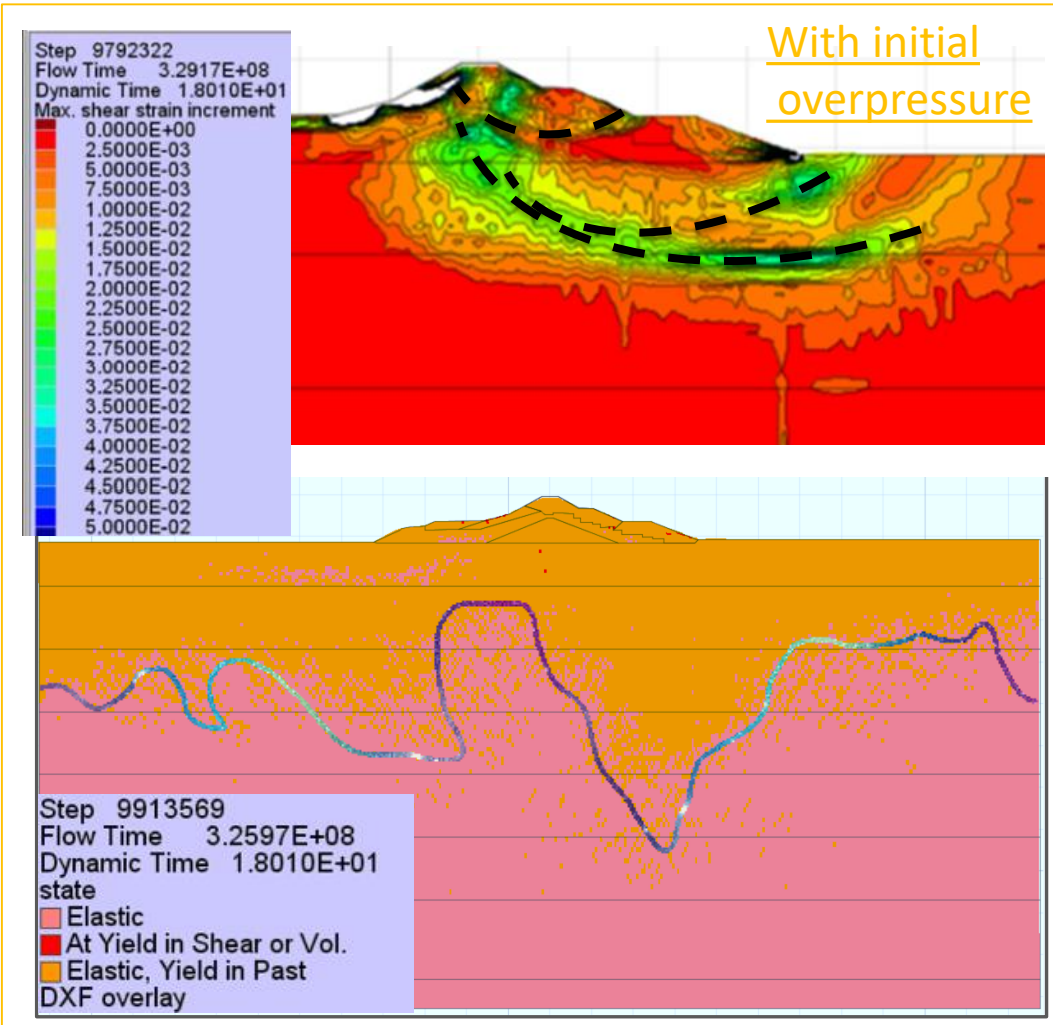 With initial
overpressure
Step 9792322
Flow Time 3.2917E+08
Dynamic Time 1.8010E+01
Max. shear strain increment
0.0000E+00
2.5000E-03
5.0000E-03
7.5000E-03
1.0000E-02
1.2500E-02
1.5000E-02
1.7500E-02
2.0000E-02
2.2500E-02
2.5000E-02
2.7500E-02
3.0000E-02
3.2500E-02
3.5000E-02
3.7500E-02
4.0000E-02
4.2500E-02
4.5000E-02
4.7500E-02
5.0000E-02
Step 9913569
Flow Time 3.2597E+08
Dynamic Time 1.8010E+01
state
Elastic
At Yield in Shear or Vol.
Elastic, Yield in Past
DXF overlay